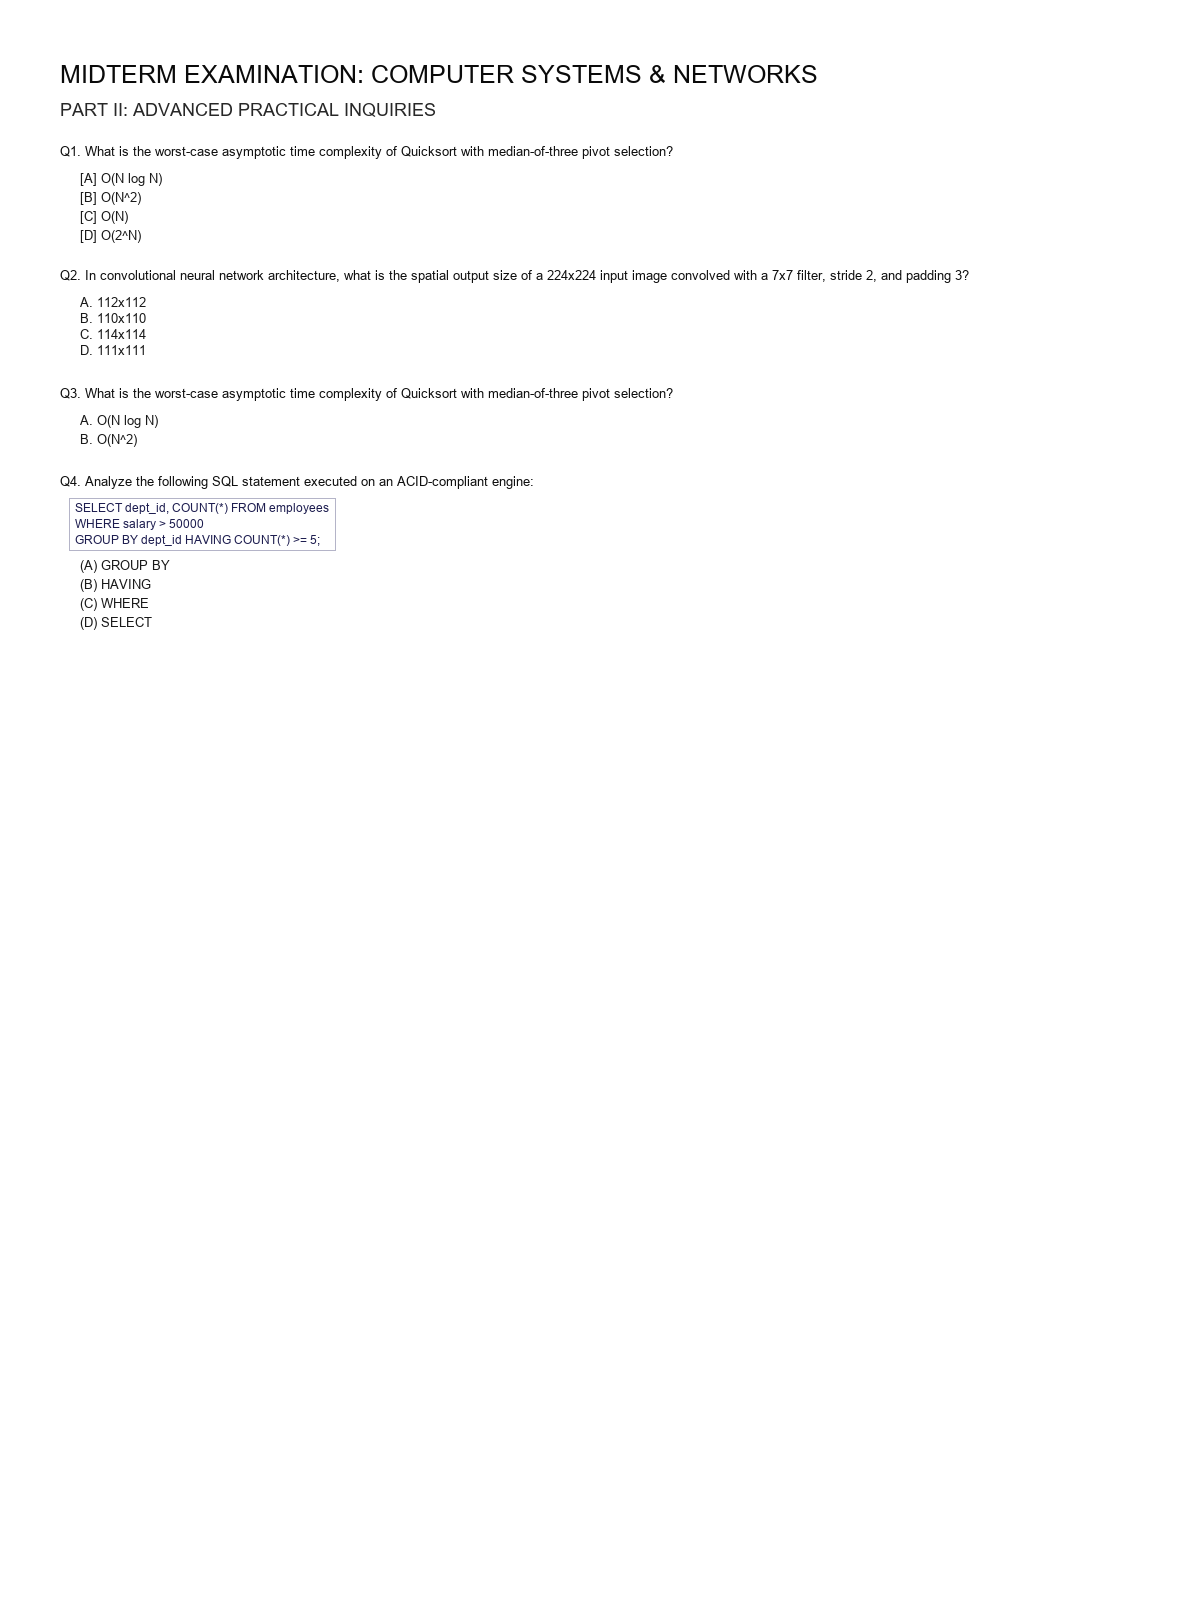 MIDTERM EXAMINATION: COMPUTER SYSTEMS & NETWORKS
PART II: ADVANCED PRACTICAL INQUIRIES
Q1. What is the worst-case asymptotic time complexity of Quicksort with median-of-three pivot selection?
[A] O(N log N)
[B] O(N^2)
[C] O(N)
[D] O(2^N)
Q2. In convolutional neural network architecture, what is the spatial output size of a 224x224 input image convolved with a 7x7 filter, stride 2, and padding 3?
A. 112x112
B. 110x110
C. 114x114
D. 111x111
Q3. What is the worst-case asymptotic time complexity of Quicksort with median-of-three pivot selection?
A. O(N log N)
B. O(N^2)
Q4. Analyze the following SQL statement executed on an ACID-compliant engine:
SELECT dept_id, COUNT(*) FROM employees
WHERE salary > 50000
GROUP BY dept_id HAVING COUNT(*) >= 5;
(A) GROUP BY
(B) HAVING
(C) WHERE
(D) SELECT